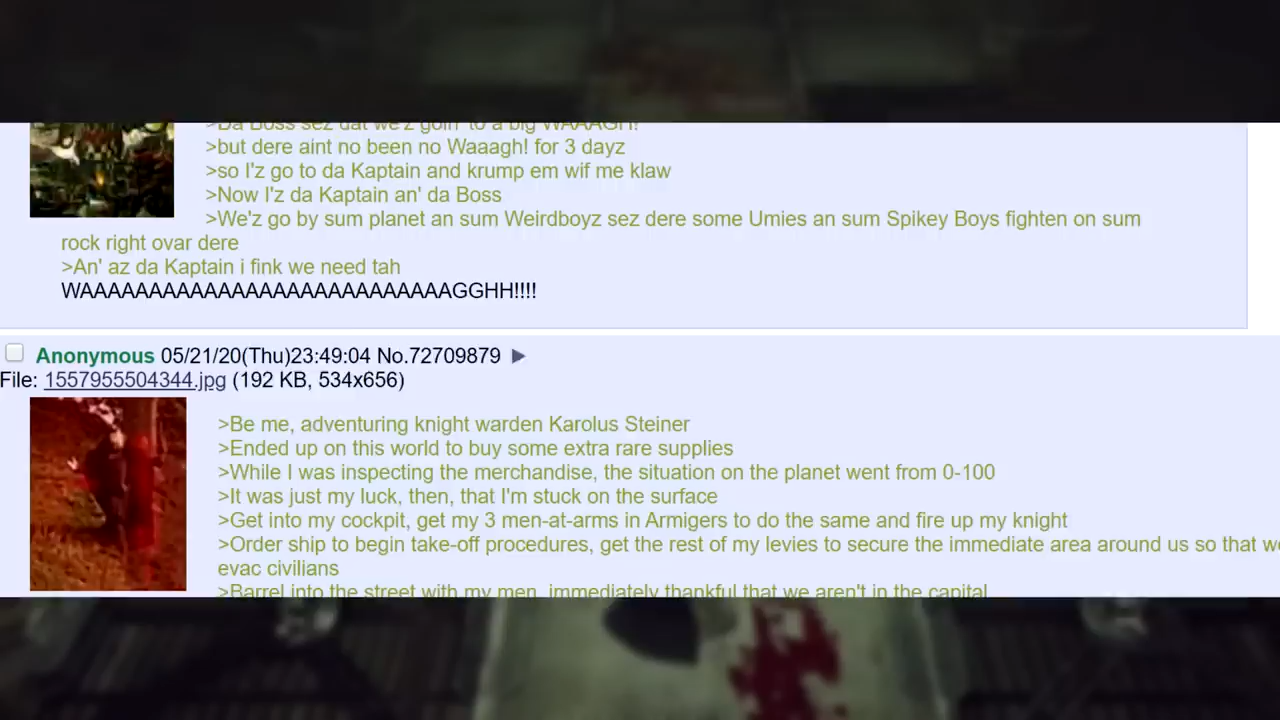 >Da Boss sez dat we'z goin' to a big WAAAGH!
>but dere aint no been no Waaagh! for 3 dayz
>so I'z go to da Kaptain and krump em wif me klaw
>Now I'z da Kaptain an' da Boss
>We'z go by sum planet an sum Weirdboyz sez dere some Umies an sum Spikey Boys fighten on sum
rock right ovar dere
>An' az da Kaptain i fink we need tah
WAAAAAAAAAAAAAAAAAAAAAAAAAAAGGHH!!!!
Anonymous 05/21/20(Thu)23:49:04 No.72709879 ▶
File: 1557955504344.jpg (192 KB, 534x656)
>Be me, adventuring knight warden Karolus Steiner
>Ended up on this world to buy some extra rare supplies
>While I was inspecting the merchandise, the situation on the planet went from 0-100
>It was just my luck, then, that I'm stuck on the surface
>Get into my cockpit, get my 3 men-at-arms in Armigers to do the same and fire up my knight
>Order ship to begin take-off procedures, get the rest of my levies to secure the immediate area around us so that we
evac civilians
>Barrel into the street with my men, immediately thankful that we aren't in the capital